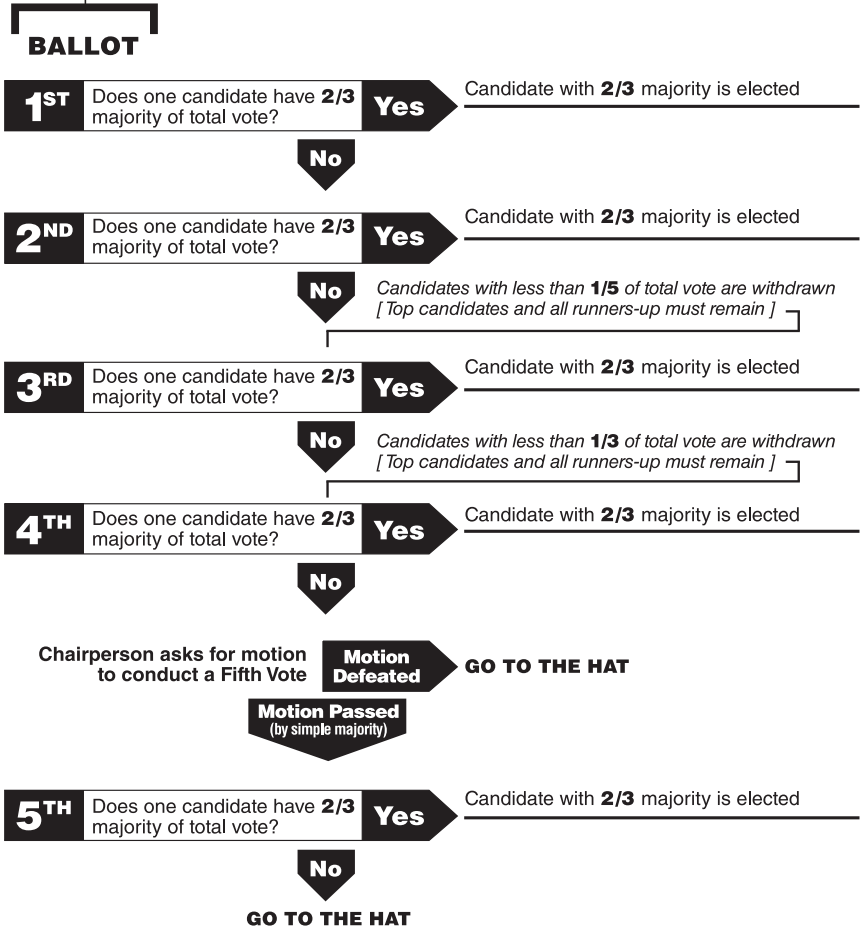 BALLOT
1ST Does one candidate have 2/3 majority of total vote? Yes Candidate with 2/3 majority is elected
No
2ND Does one candidate have 2/3 majority of total vote? Yes Candidate with 2/3 majority is elected
No Candidates with less than 1/5 of total vote are withdrawn
[ Top candidates and all runners-up must remain ]
3RD Does one candidate have 2/3 majority of total vote? Yes Candidate with 2/3 majority is elected
No Candidates with less than 1/3 of total vote are withdrawn
[ Top candidates and all runners-up must remain ]
4TH Does one candidate have 2/3 majority of total vote? Yes Candidate with 2/3 majority is elected
No
Chairperson asks for motion
to conduct a Fifth Vote
Motion
Defeated
GO TO THE HAT
Motion Passed
(by simple majority)
5TH Does one candidate have 2/3 majority of total vote? Yes Candidate with 2/3 majority is elected
No
GO TO THE HAT